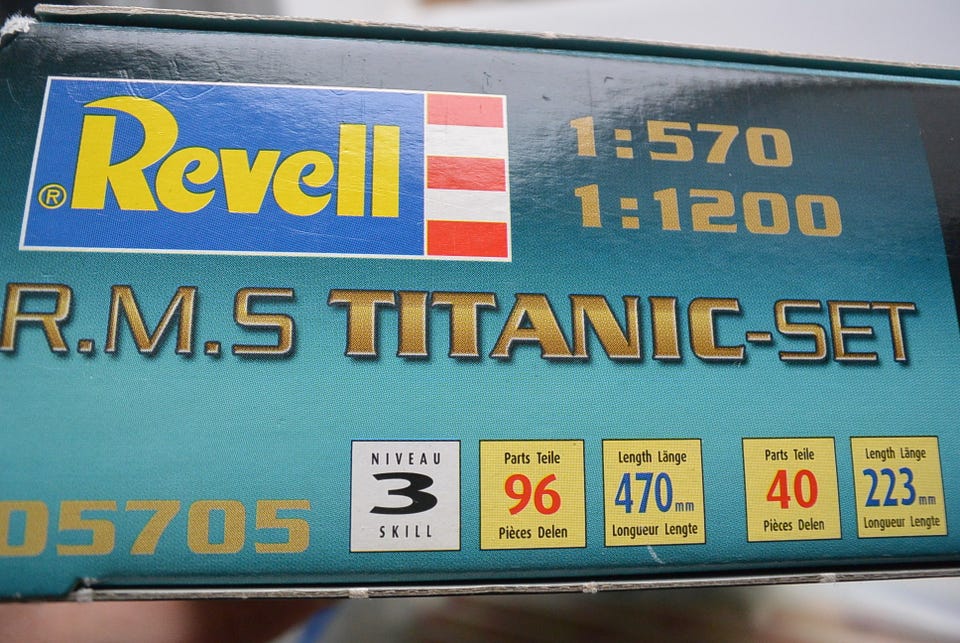 ® Revell
1:570
1:1200
R.M.S TITANIC-SET
05705
NIVEAU
3
SKILL
Parts Teile
96
Pièces Delen
Length Länge
470mm
Longueur Lengte
Parts Teile
40
Pièces Delen
Length Länge
223mm
Longueur Lengte